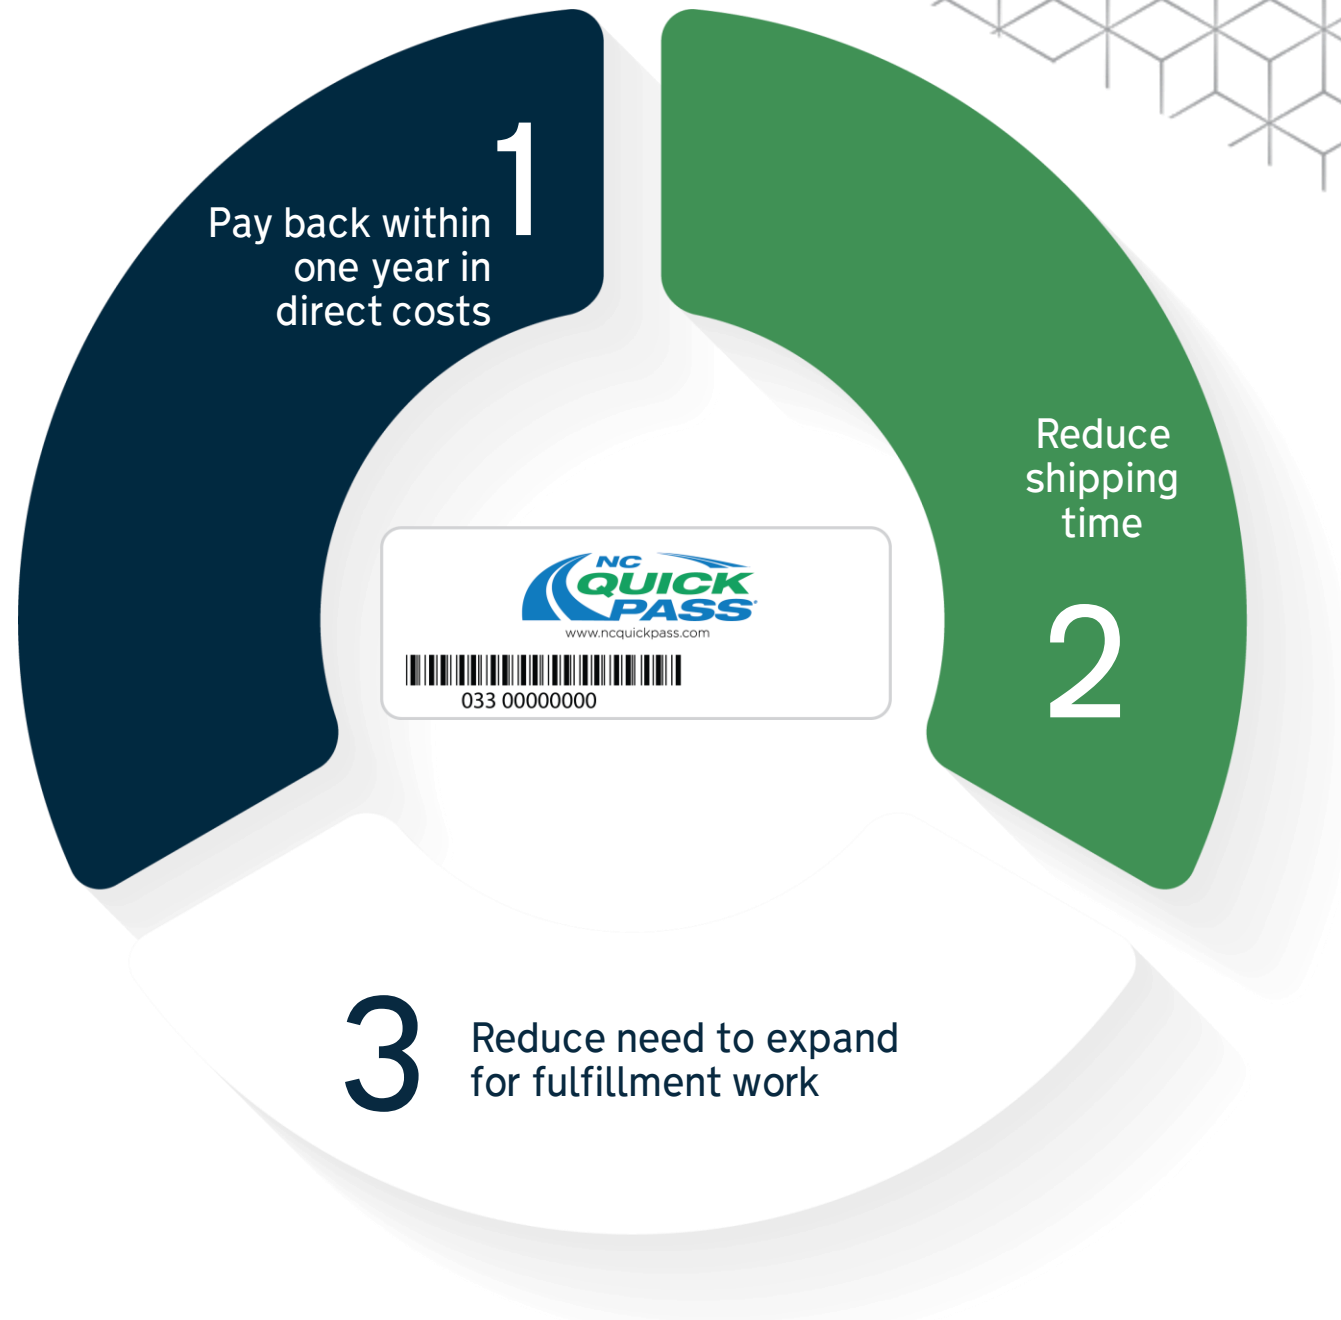 1
Pay back within
one year in
direct costs
Reduce
shipping
time
2
NC
QUICK
PASS
www.ncquickpass.com
033 00000000
3
Reduce need to expand
for fulfillment work